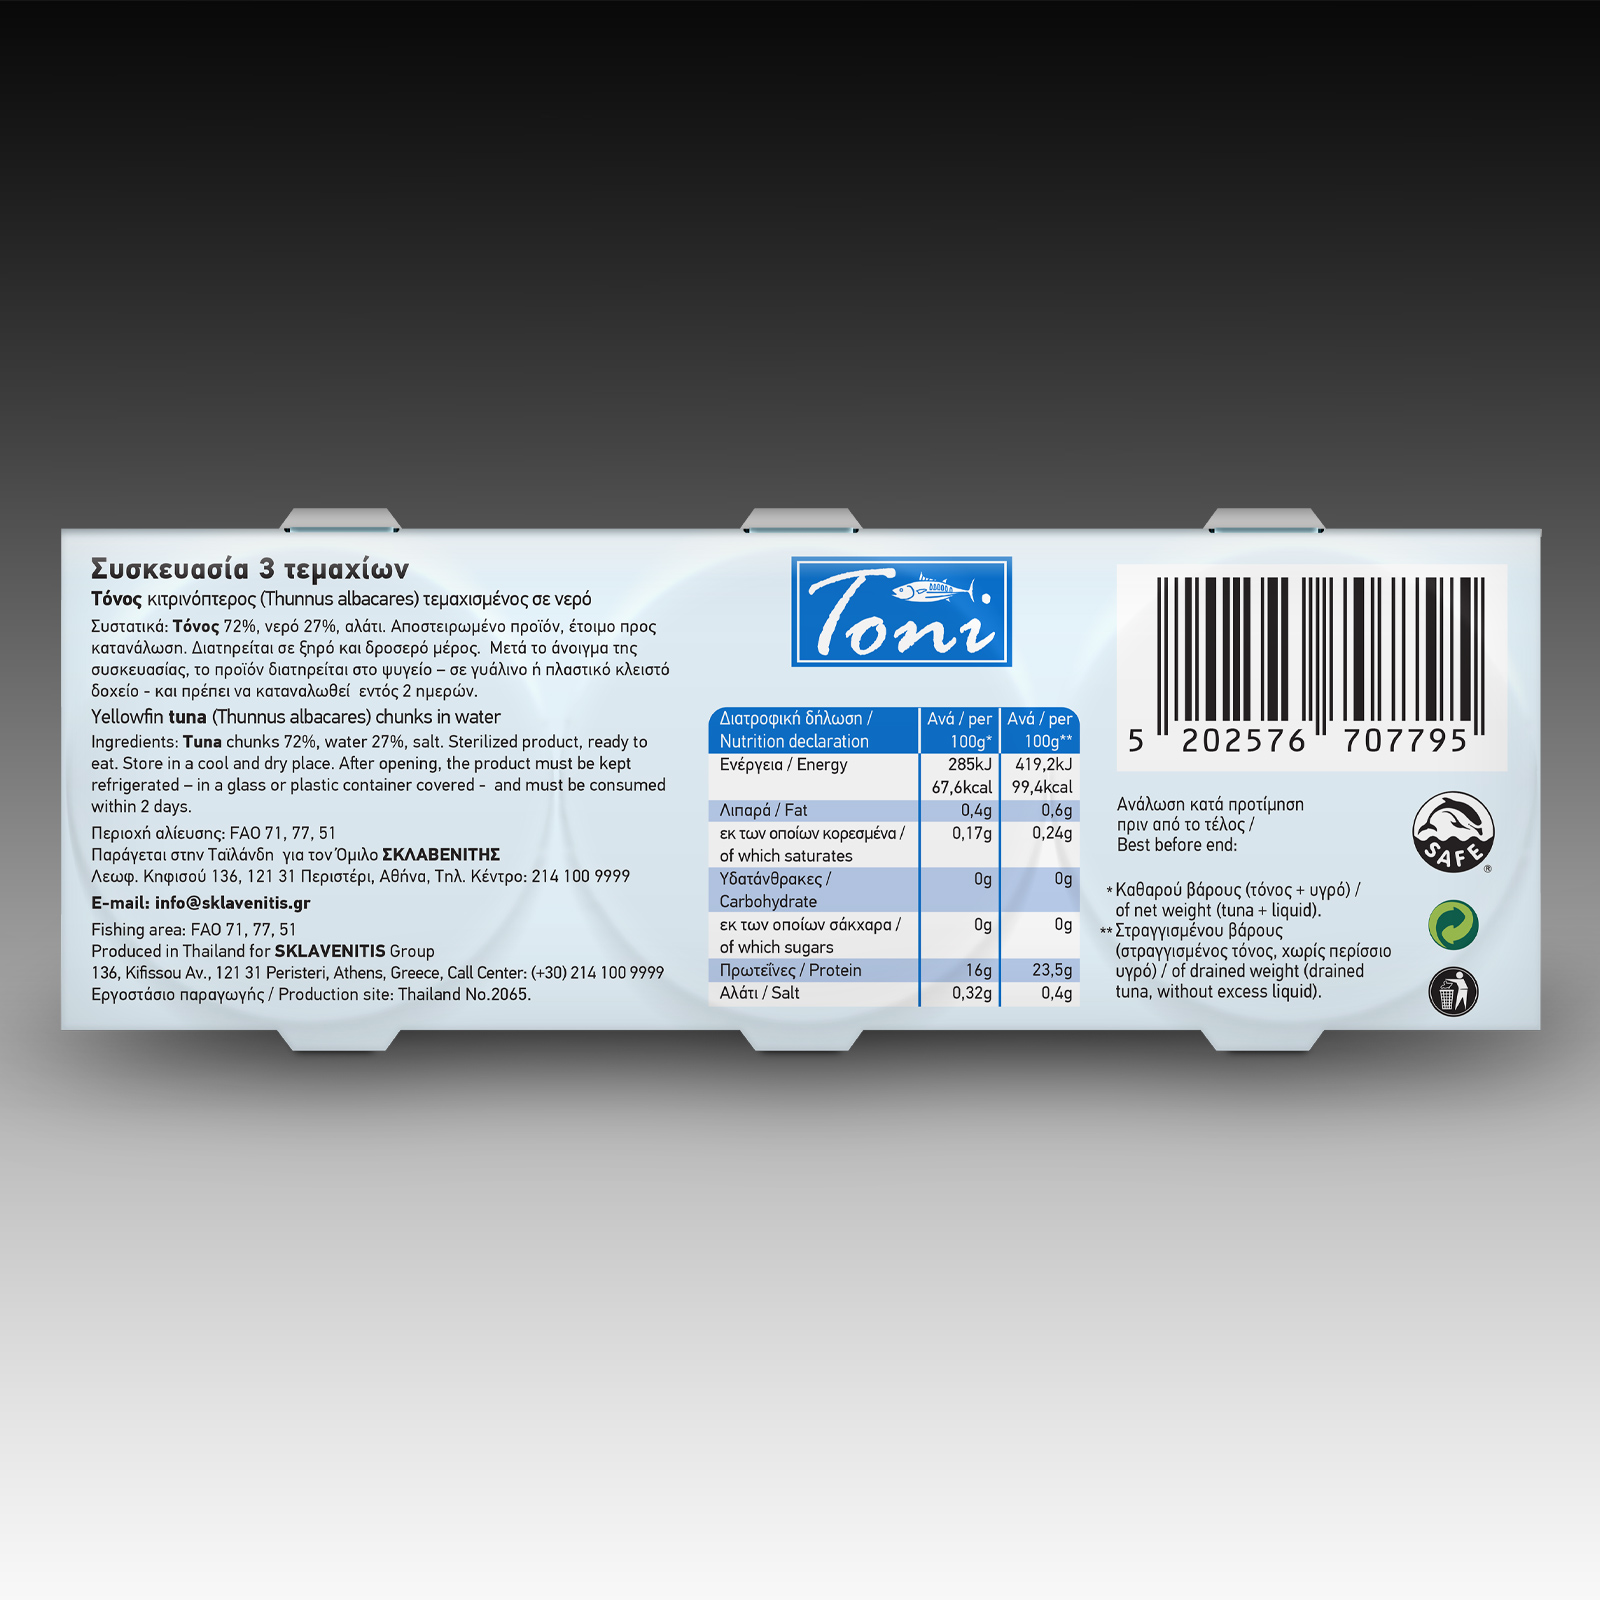 Συσκευασία 3 τεμαχίων
Τόνος κιτρινόπτερος (Thunnus albacares) τεμαχισμένος σε νερό
Συστατικά: Τόνος 72%, νερό 27%, αλάτι. Αποστειρωμένο προϊόν, έτοιμο προς
κατανάλωση. Διατηρείται σε ξηρό και δροσερό μέρος. Μετά το άνοιγμα της
συσκευασίας, το προϊόν διατηρείται στο ψυγείο – σε γυάλινο ή πλαστικό κλειστό
δοχείο - και πρέπει να καταναλωθεί εντός 2 ημερών.
Yellowfin tuna (Thunnus albacares) chunks in water
Ingredients: Tuna chunks 72%, water 27%, salt. Sterilized product, ready to
eat. Store in a cool and dry place. After opening, the product must be kept
refrigerated – in a glass or plastic container covered - and must be consumed
within 2 days.
Περιοχή αλίευσης: FAO 71, 77, 51
Παράγεται στην Ταϊλάνδη για τον Όμιλο ΣΚΛΑΒΕΝΙΤΗΣ
Λεωφ. Κηφισού 136, 121 31 Περιστέρι, Αθήνα, Τηλ. Κέντρο: 214 100 9999
E-mail: info@sklavenitis.gr
Fishing area: FAO 71, 77, 51
Produced in Thailand for SKLAVENITIS Group
136, Kifissou Av., 121 31 Peristeri, Athens, Greece, Call Center: (+30) 214 100 9999
Εργοστάσιο παραγωγής / Production site: Thailand No.2065.
Toni
Διατροφική δήλωση / Ανά / per Ανά / per
Nutrition declaration 100g* 100g**
Ενέργεια / Energy 285kJ 419,2kJ
67,6kcal 99,4kcal
Λιπαρά / Fat 0,4g 0,6g
εκ των οποίων κορεσμένα / 0,17g 0,24g
of which saturates
Υδατάνθρακες / 0g 0g
Carbohydrate
εκ των οποίων σάκχαρα / 0g 0g
of which sugars
Πρωτεΐνες / Protein 16g 23,5g
Αλάτι / Salt 0,32g 0,4g
5 202576 707795
Ανάλωση κατά προτίμηση
πριν από το τέλος /
Best before end:
SAFE ®
* Καθαρού βάρους (τόνος + υγρό) /
of net weight (tuna + liquid).
** Στραγγισμένου βάρους
(στραγγισμένος τόνος, χωρίς περίσσιο
υγρό) / of drained weight (drained
tuna, without excess liquid).